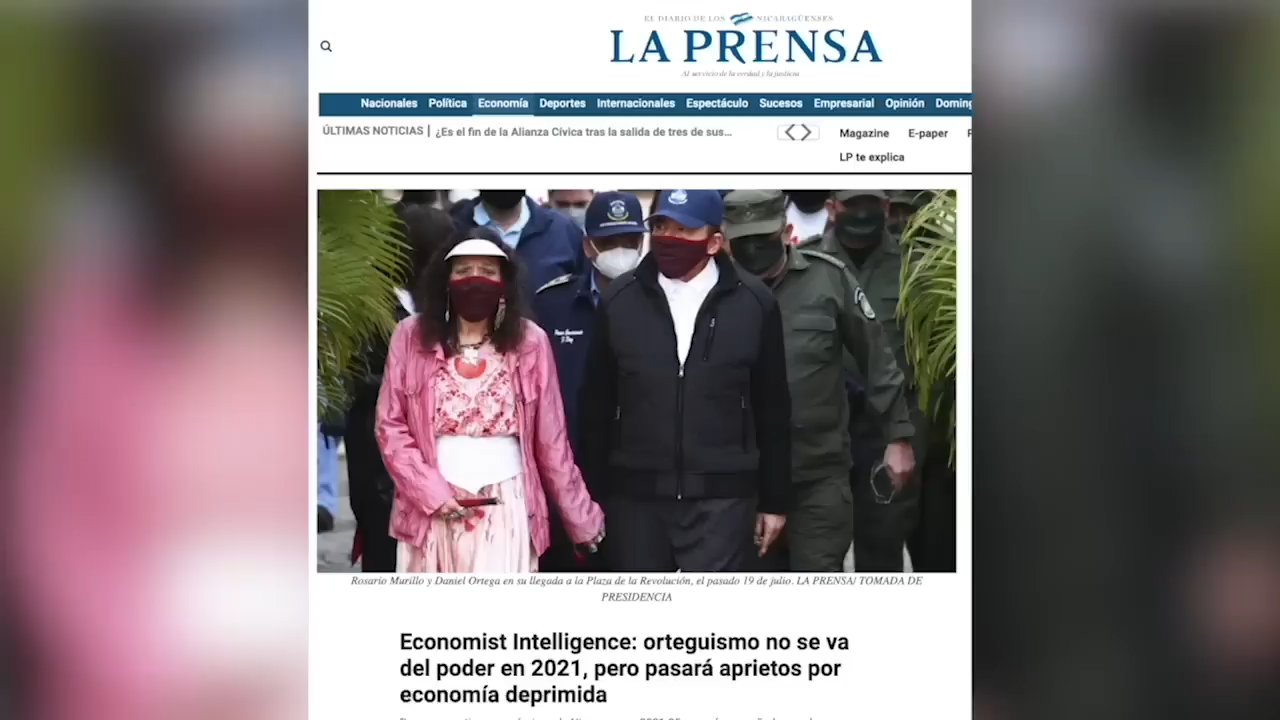 EL DIARIO DE LOS NICARAGÜENSES
LA PRENSA
Al servicio de la verdad y la justicia
Nacionales Política Economía Deportes Internacionales Espectáculo Sucesos Empresarial Opinión Doming
ÚLTIMAS NOTICIAS | ¿Es el fin de la Alianza Cívica tras la salida de tres de sus...
Magazine E-paper
LP te explica
Rosario Murillo y Daniel Ortega en su llegada a la Plaza de la Revolución, el pasado 19 de julio. LA PRENSA/ TOMADA DE
PRESIDENCIA
Economist Intelligence: orteguismo no se va
del poder en 2021, pero pasará aprietos por
economía deprimida